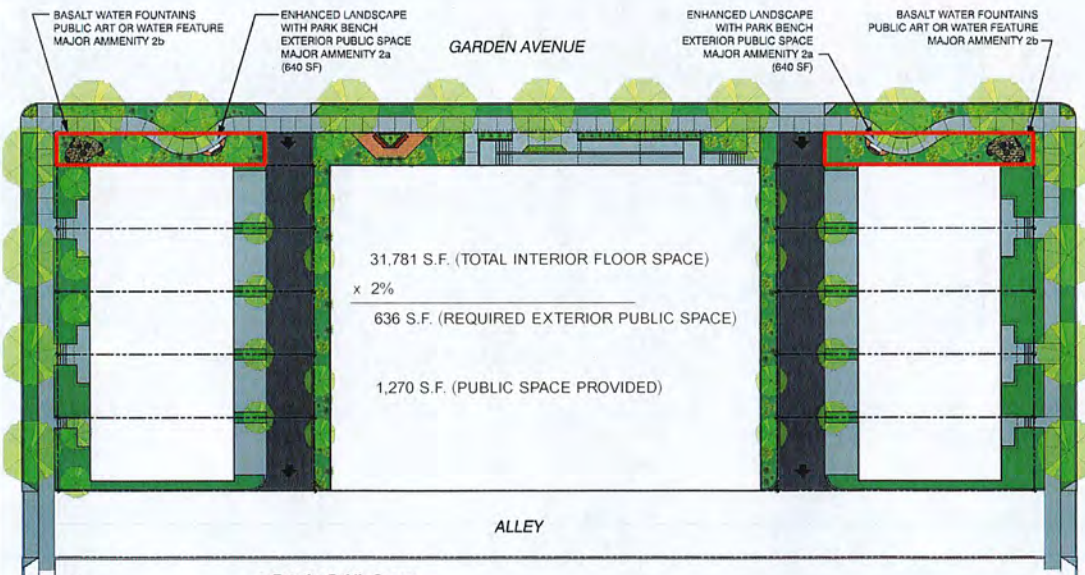 BASALT WATER FOUNTAINS
PUBLIC ART OR WATER FEATURE
MAJOR AMMENITY 2b
ENHANCED LANDSCAPE
WITH PARK BENCH
EXTERIOR PUBLIC SPACE
MAJOR AMMENITY 2a
(640 SF)
GARDEN AVENUE
ENHANCED LANDSCAPE
WITH PARK BENCH
EXTERIOR PUBLIC SPACE
MAJOR AMMENITY 2a
(640 SF)
BASALT WATER FOUNTAINS
PUBLIC ART OR WATER FEATURE
MAJOR AMMENITY 2b
31,781 S.F. (TOTAL INTERIOR FLOOR SPACE)
x 2%
636 S.F. (REQUIRED EXTERIOR PUBLIC SPACE)
1,270 S.F. (PUBLIC SPACE PROVIDED)
ALLEY